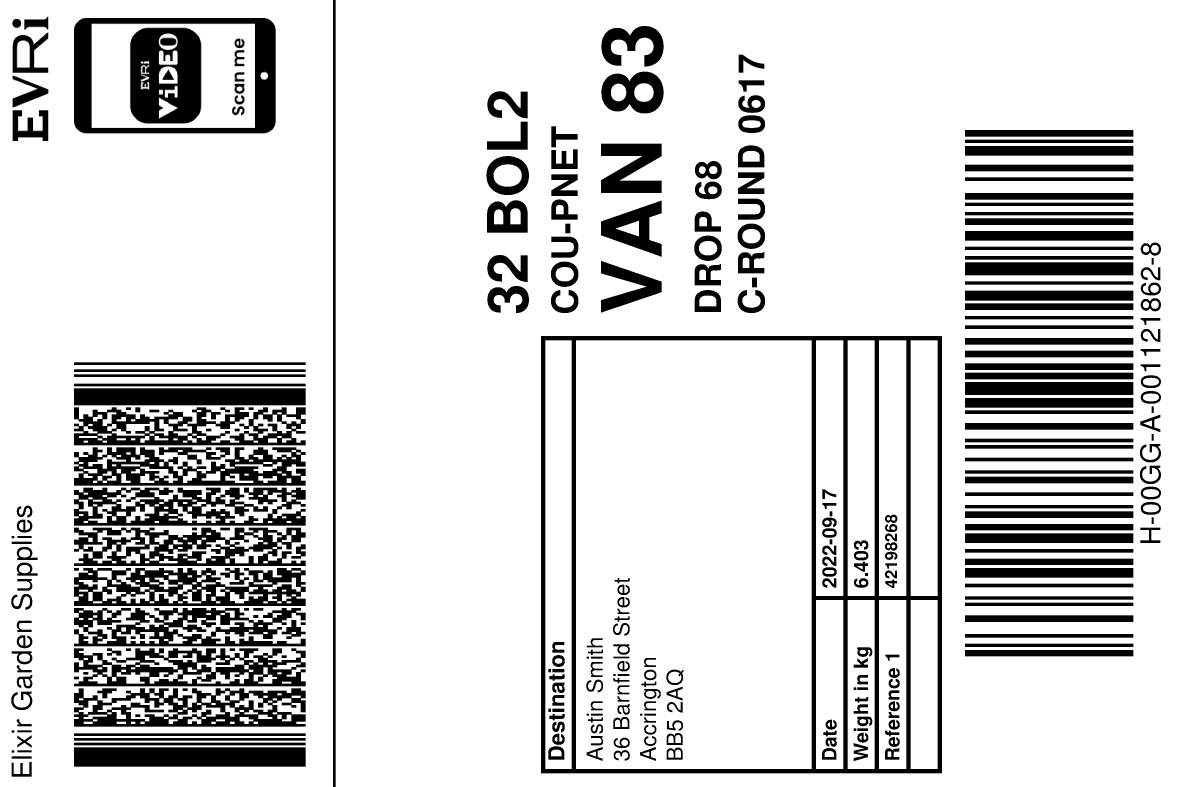 EVRi
EVRi
ViDEO
Scan me
Elixir Garden Supplies
32 BOL2
COU-PNET
VAN 83
DROP 68
C-ROUND 0617
Destination
Austin Smith
36 Barnfield Street
Accrington
BB5 2AQ
Date 2022-09-17
Weight in kg 6.403
Reference 1 42198268
H-00GG-A-001121862-8